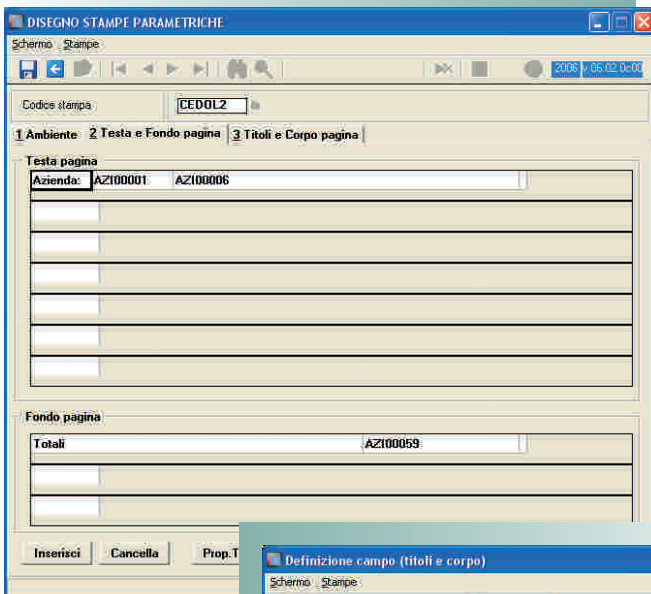 DISEGNO STAMPE PARAMETRICHE
Schermo Stampe
2006 v 06.02.0c00
Codice stampa CEDOL2
1 Ambiente 2 Testa e Fondo pagina 3 Titoli e Corpo pagina
Testa pagina
Azienda: AZI00001 AZI00006
Fondo pagina
Totali AZI00059
Inserisci Cancella Prop.T
Definizione campo (titoli e corpo)
Schermo Stampe